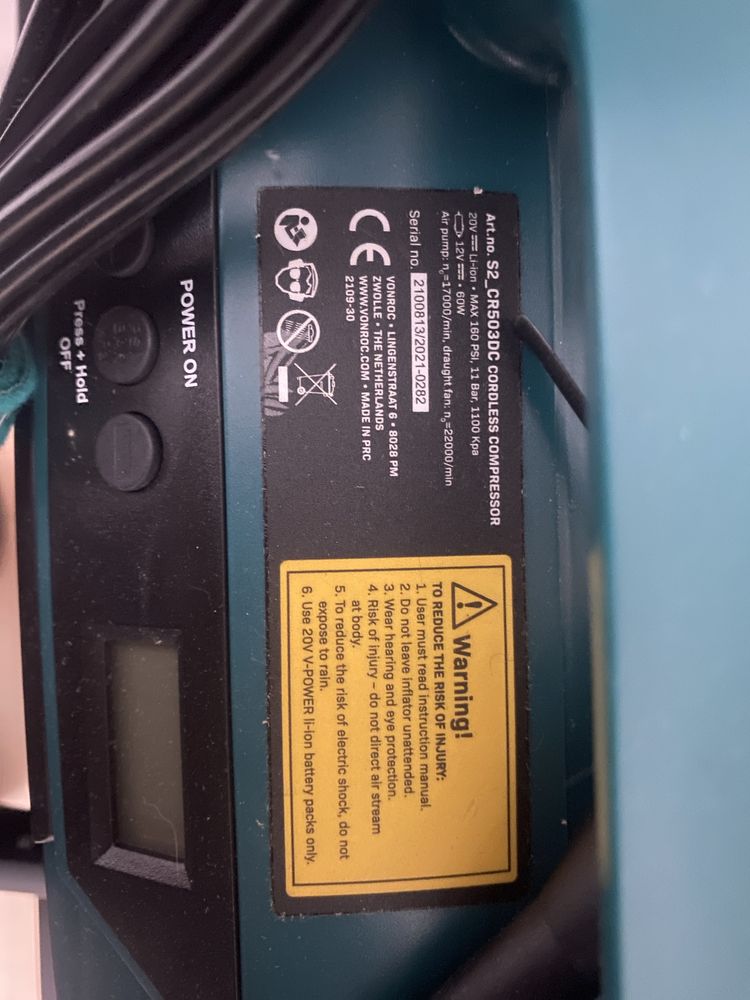 Art.no. S2_CR503DC CORDLESS COMPRESSOR
20V ⎓ Li-ion • MAX 160 PSI, 11 Bar, 1100 Kpa
12V ⎓ • 60W
Air pump: n₀=17000/min, draught fan: n₀=22000/min
Serial no. 2100813/2021-0282
CE
VONROC • LINGENSTRAAT 6 • 8028 PM
ZWOLLE • THE NETHERLANDS
WWW.VONROC.COM • MADE IN PRC
2109-30
Warning!
TO REDUCE THE RISK OF INJURY:
1. User must read instruction manual.
2. Do not leave inflator unattended.
3. Wear hearing and eye protection.
4. Risk of injury – do not direct air stream
at body.
5. To reduce the risk of electric shock, do not
expose to rain.
6. Use 20V V-POWER li-ion battery packs only.
POWER ON
Press + Hold
OFF